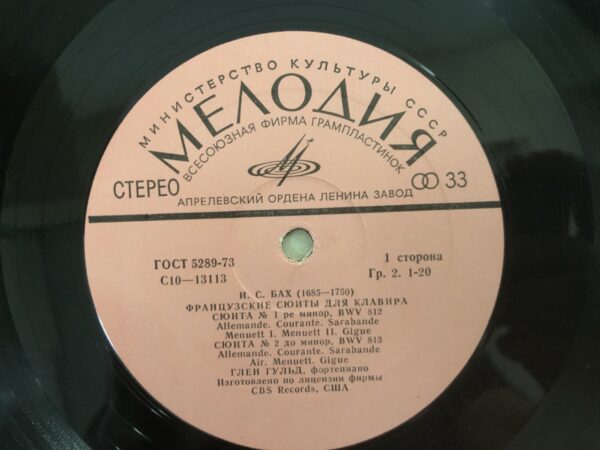 МИНИСТЕРСТВО КУЛЬТУРЫ СССР
МЕЛОДИЯ
ВСЕСОЮЗНАЯ ФИРМА ГРАМПЛАСТИНОК
СТЕРЕО
33
АПРЕЛЕВСКИЙ ОРДЕНА ЛЕНИНА ЗАВОД
ГОСТ 5289-73
1 сторона
С10—13113
Гр. 2. 1-20
И. С. БАХ (1685—1750)
ФРАНЦУЗСКИЕ СЮИТЫ ДЛЯ КЛАВИРА
СЮИТА № 1 ре минор, BWV 812
Allemande. Courante. Sarabande
Menuett I. Menuett II. Gigue
СЮИТА № 2 до минор, BWV 813
Allemande. Courante. Sarabande
Air. Menuett. Gigue
ГЛЕН ГУЛЬД, фортепиано
Изготовлено по лицензии фирмы
CBS Records, США